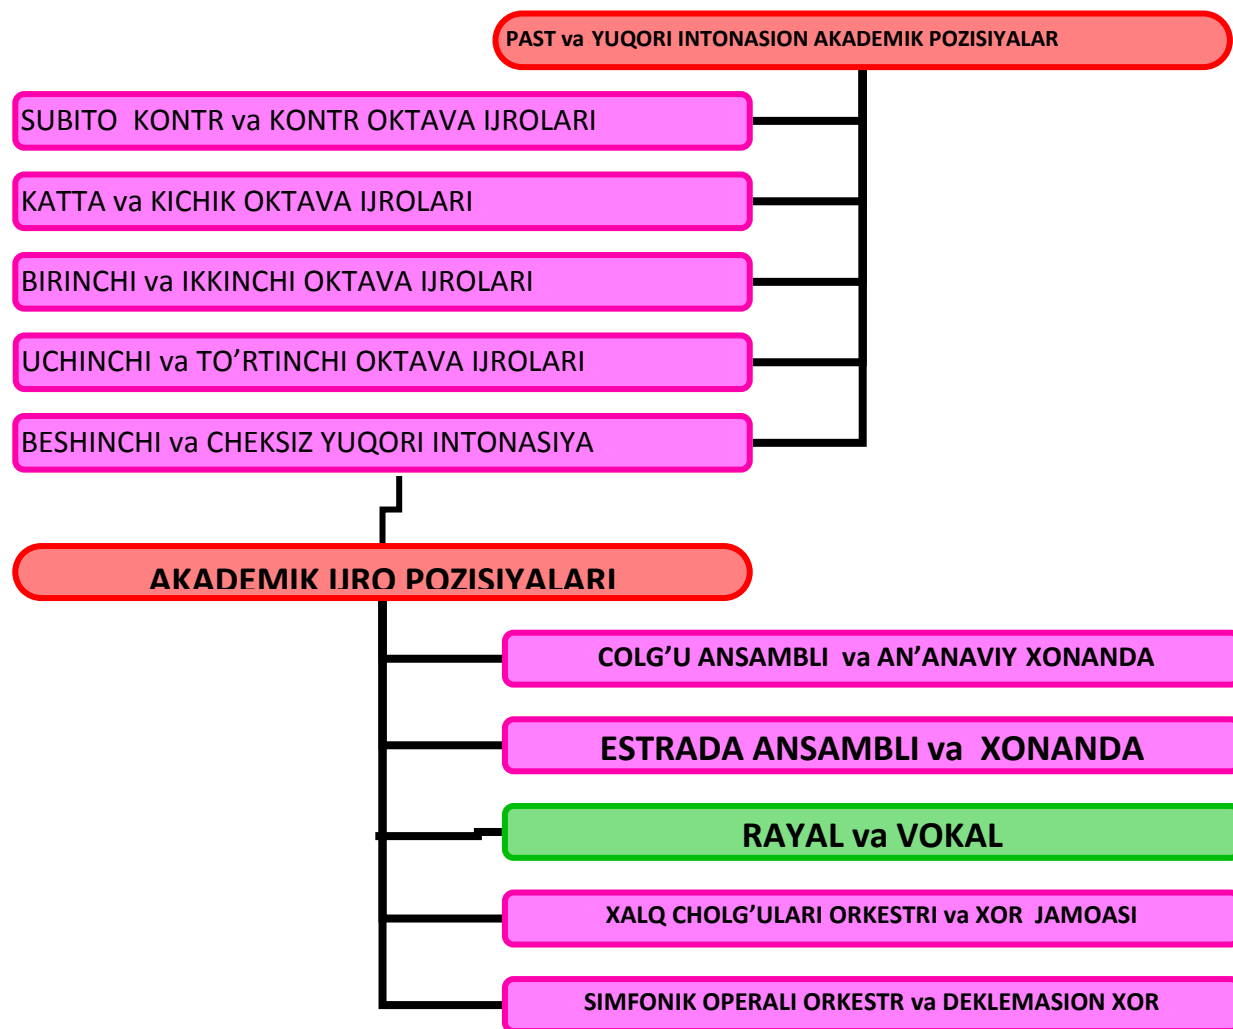 PAST va YUQORI INTONASION AKADEMIK POZISIYALAR
SUBITO KONTR va KONTR OKTAVA IJROLARI
KATTA va KICHIK OKTAVA IJROLARI
BIRINCHI va IKKINCHI OKTAVA IJROLARI
UCHINCHI va TO’RTINCHI OKTAVA IJROLARI
BESHINCHI va CHEKSIZ YUQORI INTONASIYA
AKADEMIK IJRO POZISIYALARI
COLG’U ANSAMBLI va AN’ANAVIY XONANDA
ESTRADA ANSAMBLI va XONANDA
RAYAL va VOKAL
XALQ CHOLG’ULARI ORKESTRI va XOR JAMOASI
SIMFONIK OPERALI ORKESTR va DEKLEMASION XOR